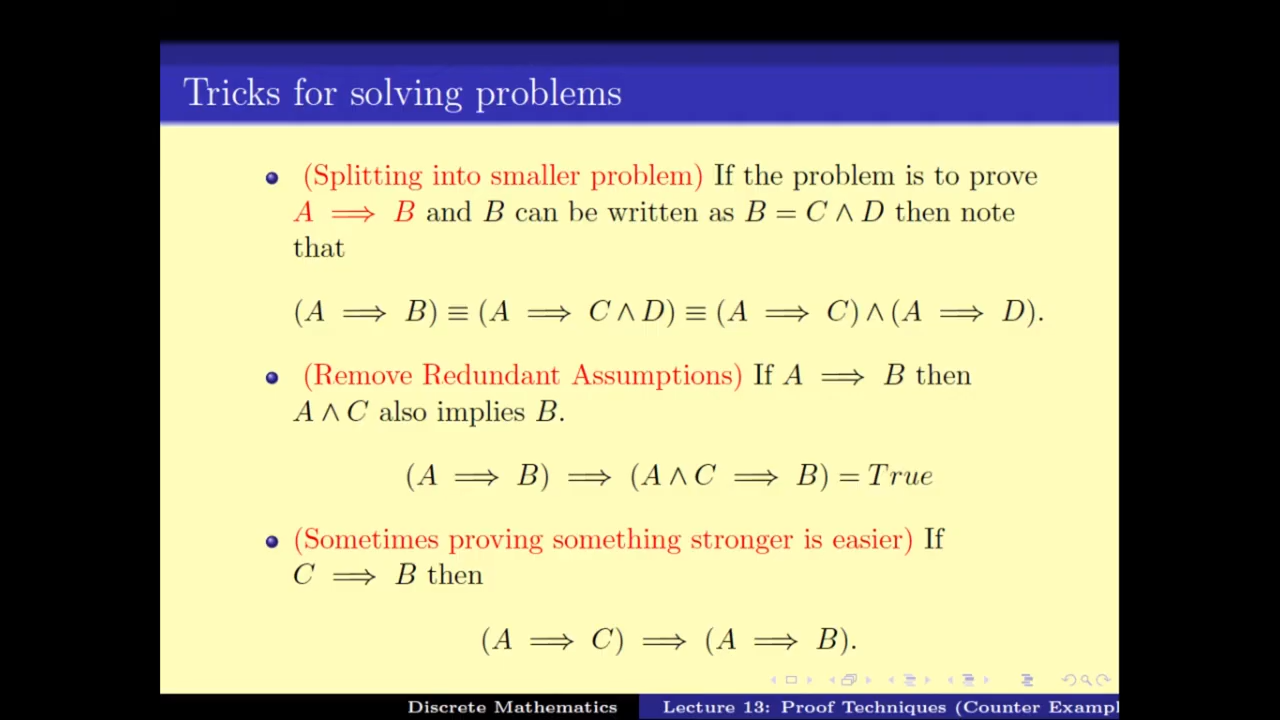 Tricks for solving problems
(Splitting into smaller problem) If the problem is to prove
A ⟹ B and B can be written as B = C ∧ D then note
that
(A ⟹ B) ≡ (A ⟹ C ∧ D) ≡ (A ⟹ C) ∧ (A ⟹ D).
(Remove Redundant Assumptions) If A ⟹ B then
A ∧ C also implies B.
(A ⟹ B) ⟹ (A ∧ C ⟹ B) = True
(Sometimes proving something stronger is easier) If
C ⟹ B then
(A ⟹ C) ⟹ (A ⟹ B).
Discrete Mathematics Lecture 13: Proof Techniques (Counter Exampl